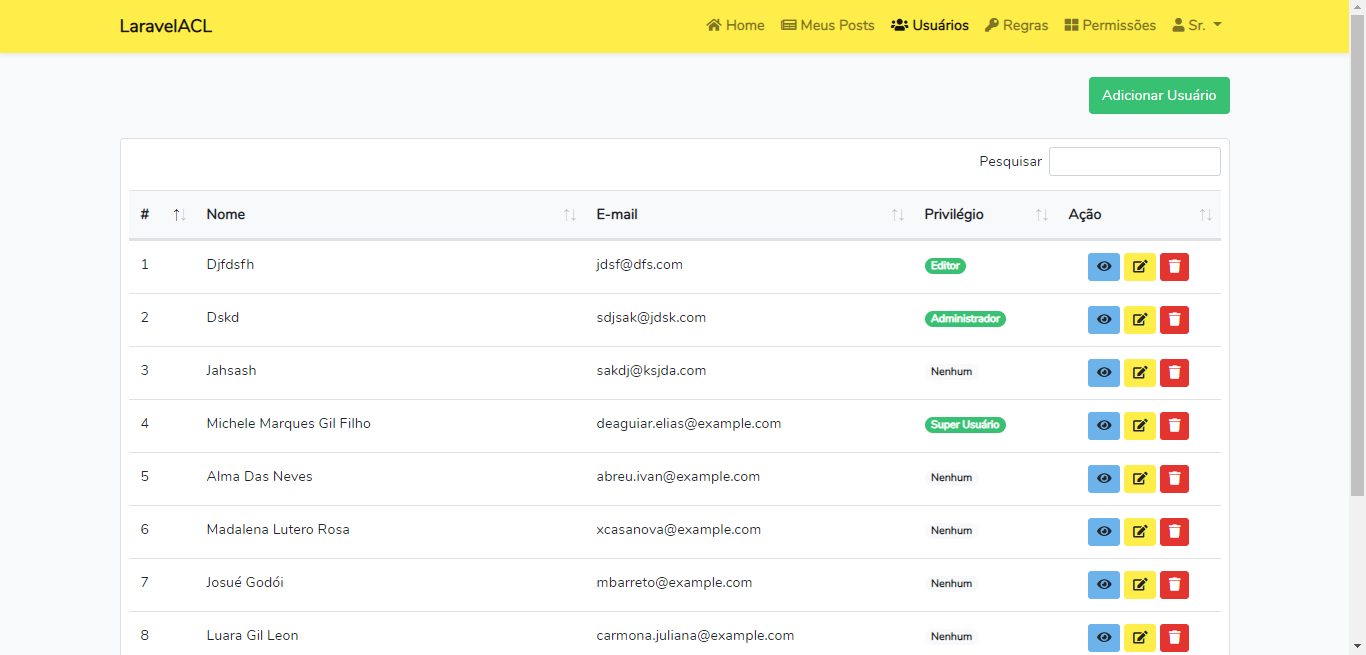 LaravelACL Home Meus Posts Usuários Regras Permissões Sr.
Adicionar Usuário
Pesquisar
# Nome E-mail Privilégio Ação
1 Djfdsfh jdsf@dfs.com Editor
2 Dskd sdjsak@jdsk.com Administrador
3 Jahsash sakdj@ksjda.com Nenhum
4 Michele Marques Gil Filho deaguiar.elias@example.com Super Usuário
5 Alma Das Neves abreu.ivan@example.com Nenhum
6 Madalena Lutero Rosa xcasanova@example.com Nenhum
7 Josué Godói mbarreto@example.com Nenhum
8 Luara Gil Leon carmona.juliana@example.com Nenhum